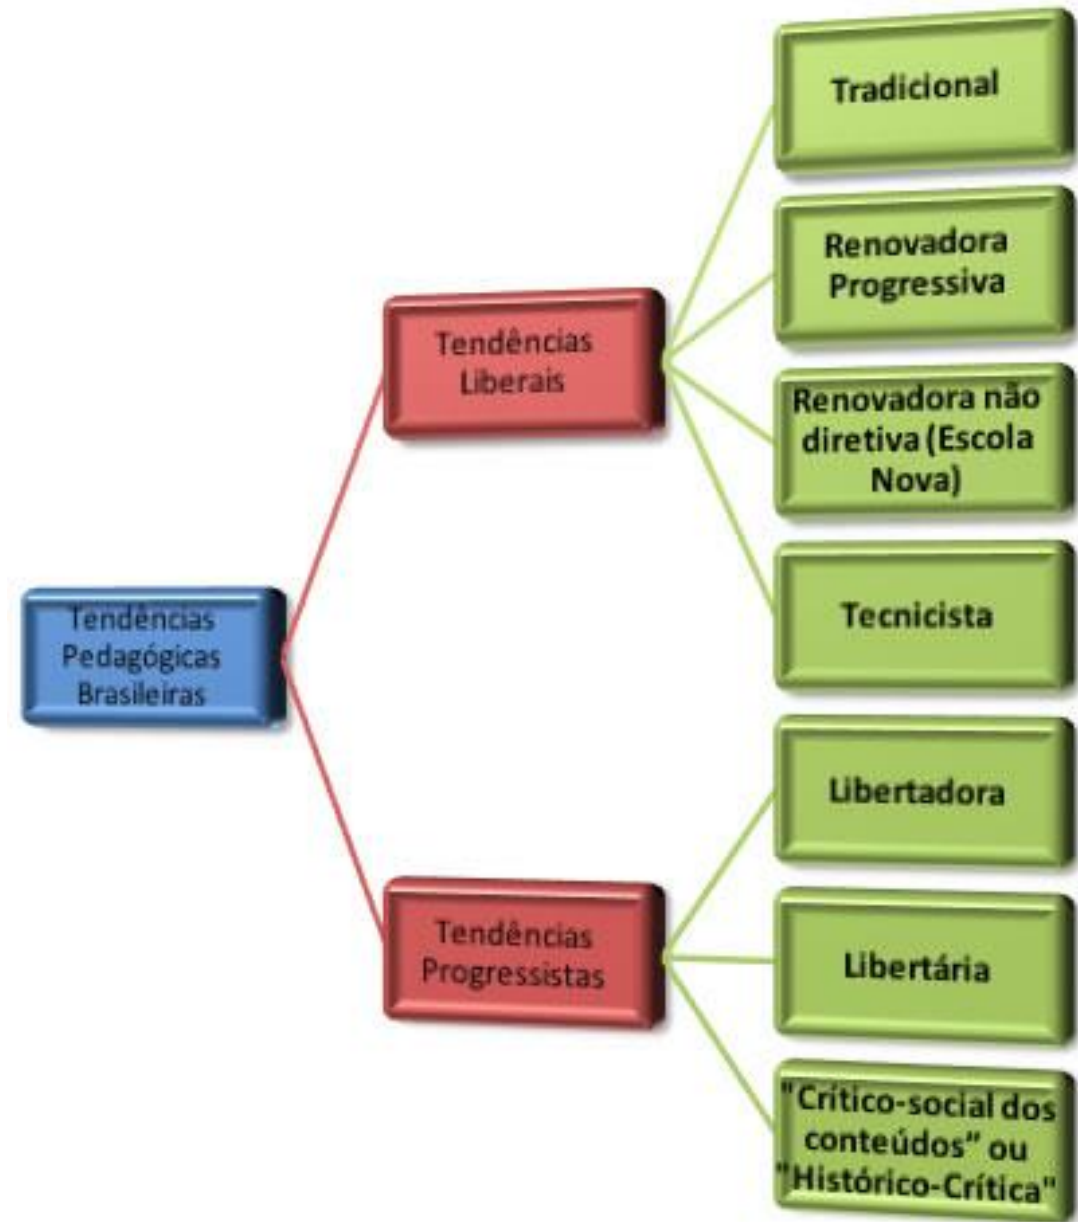 Tendências
Pedagógicas
Brasileiras
Tendências
Liberais
Tradicional
Renovadora
Progressiva
Renovadora não
diretiva (Escola
Nova)
Tecnicista
Tendências
Progressistas
Libertadora
Libertária
"Crítico-social dos
conteúdos” ou
"Histórico-Crítica"